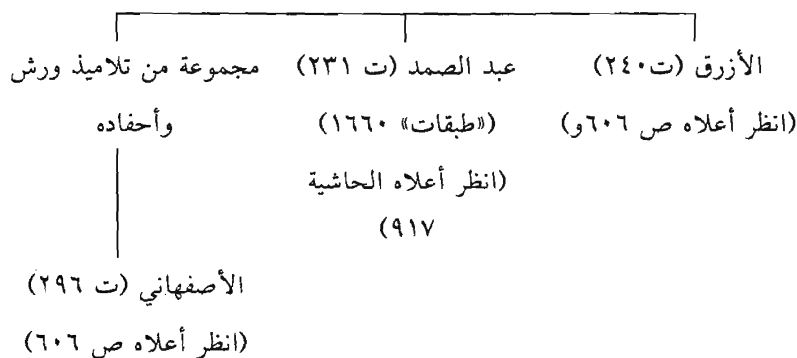 الأزرق (ت٢٤٠)
(انظر أعلاه ص ٦٠٦و)
عبد الصمد (ت ٢٣١)
(«طبقات» ١٦٦٠)
(انظر أعلاه الحاشية
٩١٧)
مجموعة من تلاميذ ورش
وأحفاده
الأصفهاني (ت ٢٩٦)
(انظر أعلاه ص ٦٠٦)